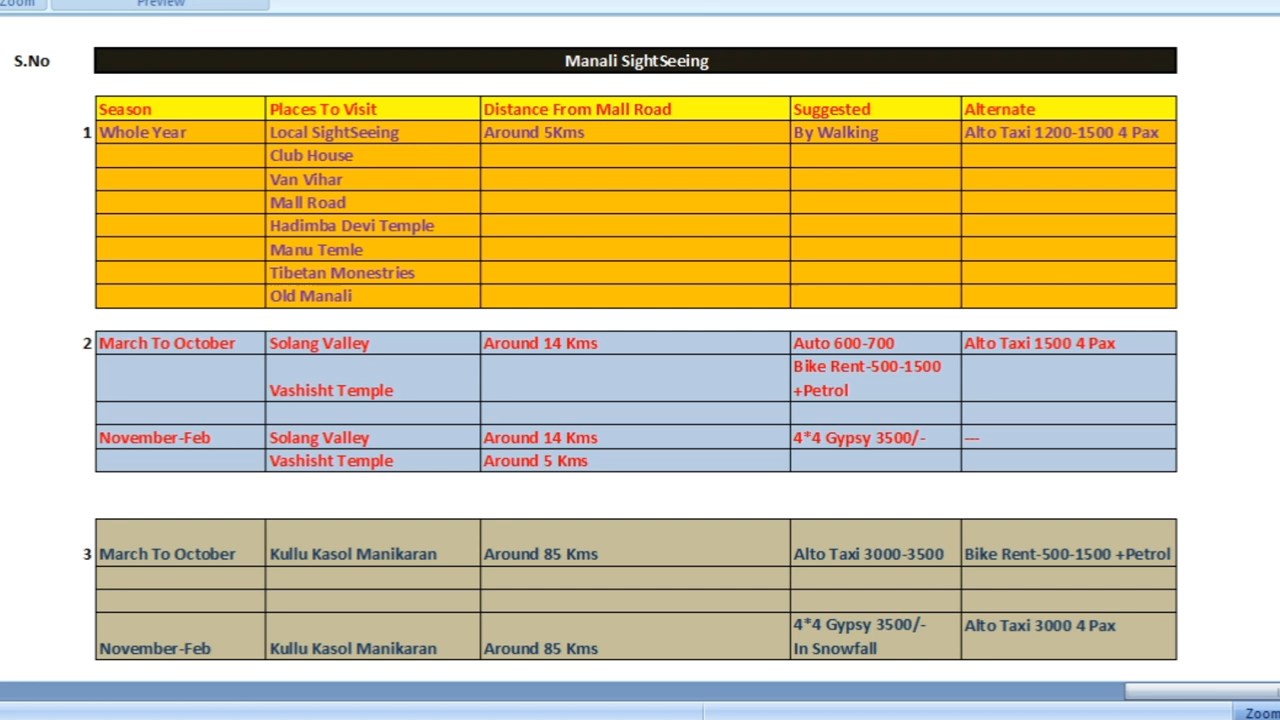 Zoom Preview
S.No Manali SightSeeing
Season Places To Visit Distance From Mall Road Suggested Alternate
1 Whole Year Local SightSeeing Around 5Kms By Walking Alto Taxi 1200-1500 4 Pax
Club House
Van Vihar
Mall Road
Hadimba Devi Temple
Manu Temle
Tibetan Monestries
Old Manali
2 March To October Solang Valley Around 14 Kms Auto 600-700 Alto Taxi 1500 4 Pax
Bike Rent-500-1500
Vashisht Temple +Petrol
November-Feb Solang Valley Around 14 Kms 4*4 Gypsy 3500/- ---
Vashisht Temple Around 5 Kms
3 March To October Kullu Kasol Manikaran Around 85 Kms Alto Taxi 3000-3500 Bike Rent-500-1500 +Petrol
4*4 Gypsy 3500/- Alto Taxi 3000 4 Pax
November-Feb Kullu Kasol Manikaran Around 85 Kms In Snowfall
Zoom